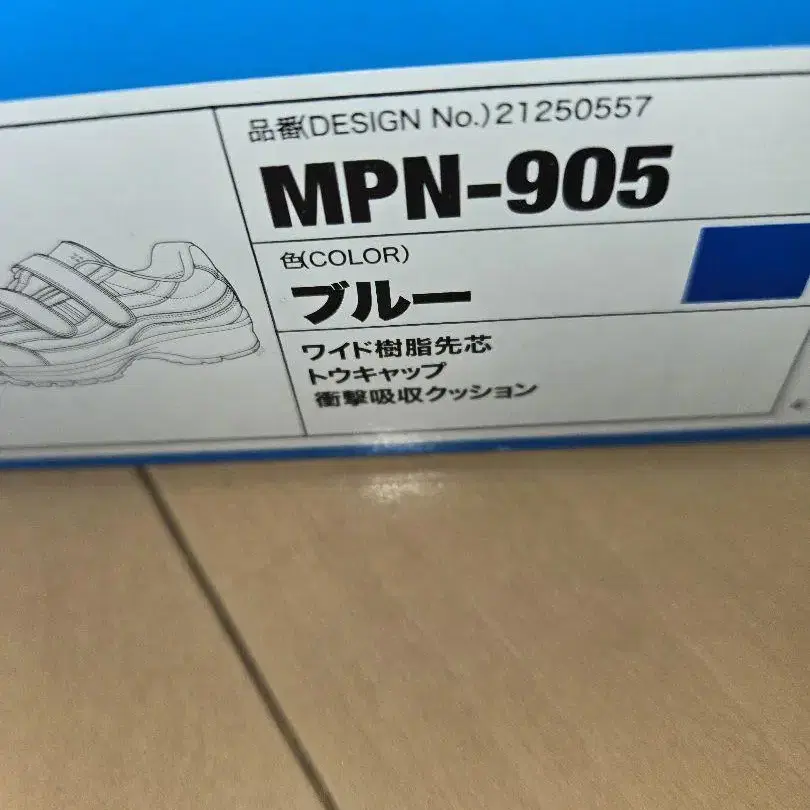 品番(DESIGN No.)21250557
MPN-905
色(COLOR)
ブルー
ワイド樹脂先芯
トウキャップ
衝撃吸収クッション